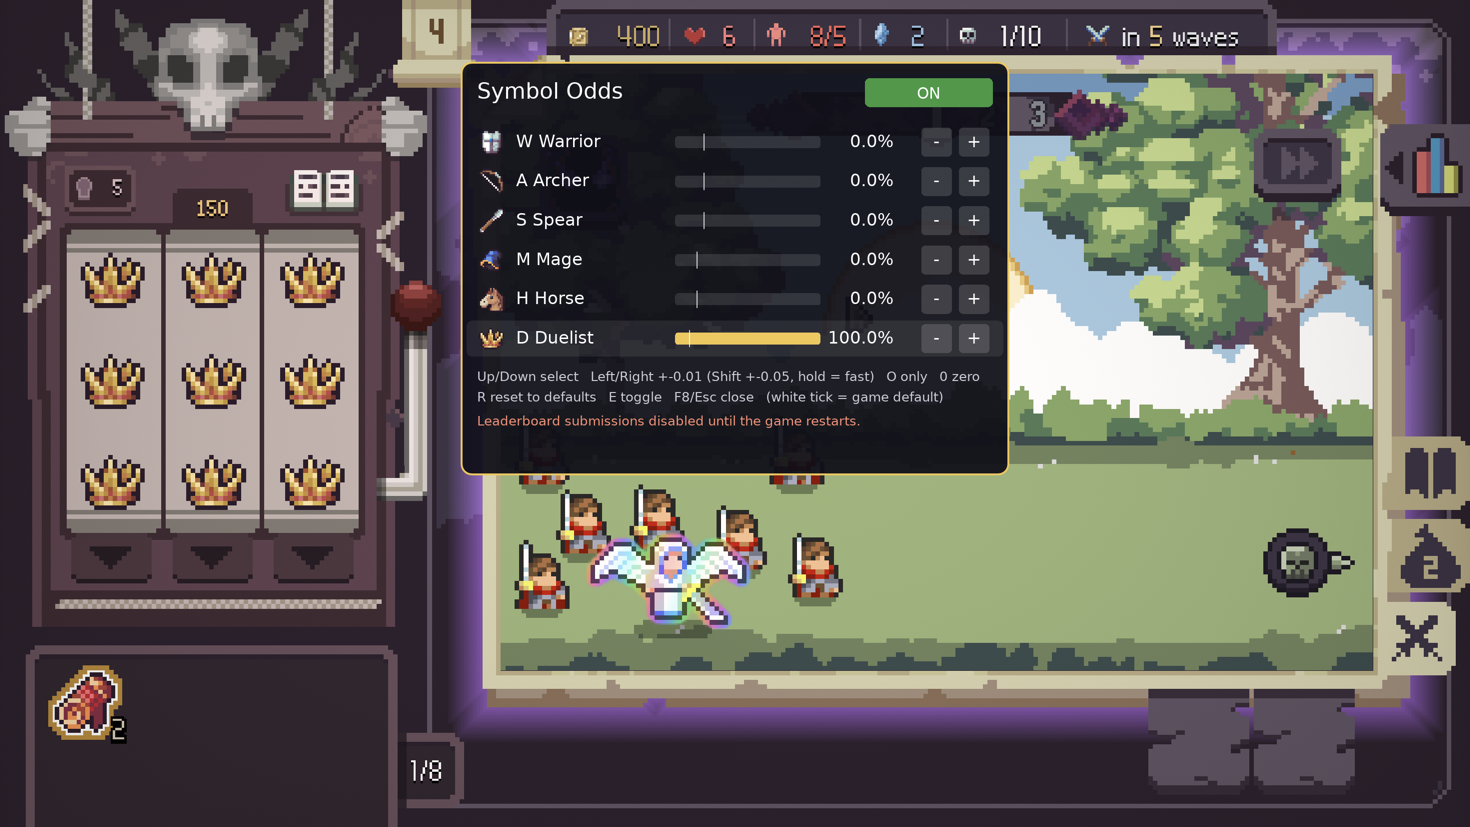 4
400 6 8/5 2 1/10 in 5 waves
Symbol Odds ON
3
W Warrior 0.0% - +
A Archer 0.0% - +
S Spear 0.0% - +
M Mage 0.0% - +
H Horse 0.0% - +
D Duelist 100.0% - +
Up/Down select Left/Right +-0.01 (Shift +-0.05, hold = fast) O only 0 zero
R reset to defaults E toggle F8/Esc close (white tick = game default)
Leaderboard submissions disabled until the game restarts.
5
150
2
2
1/8